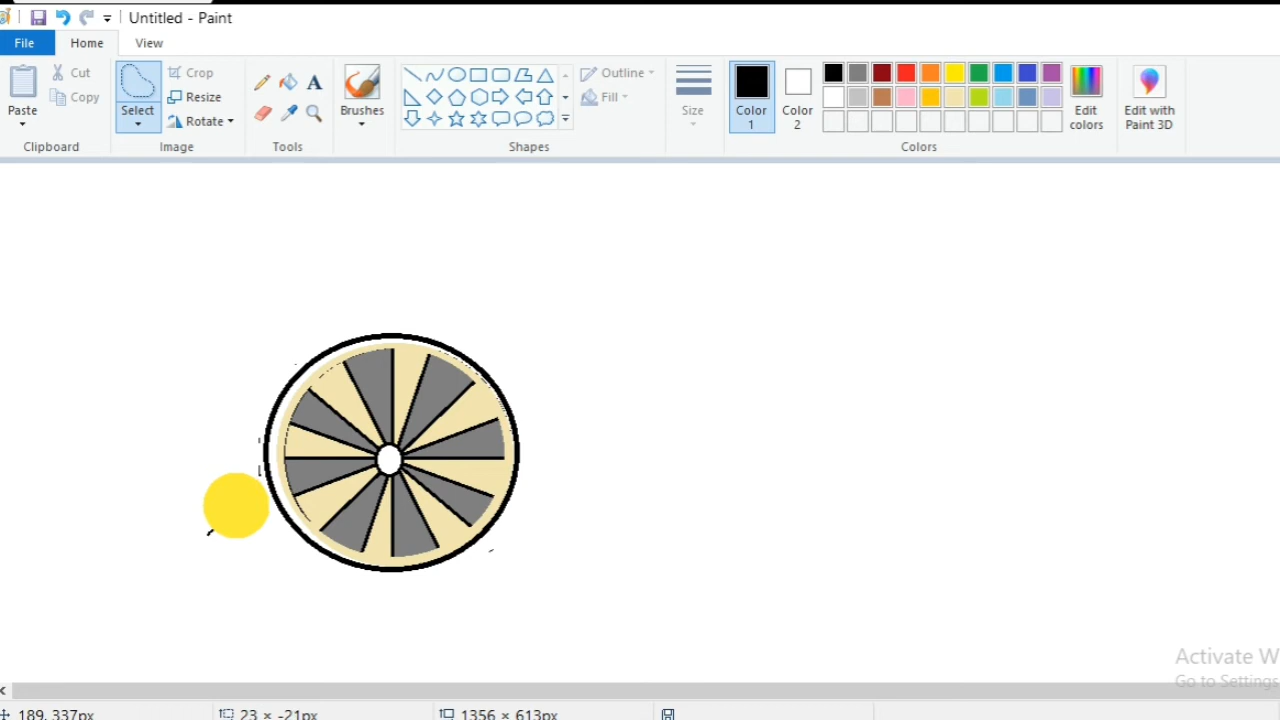 Untitled - Paint
File Home View
Paste
Cut
Copy
Clipboard
Select
Crop
Resize
Rotate
Image
A
Tools
Brushes
Outline
Fill
Shapes
Size
Color 1
Color 2
Edit colors
Colors
Edit with Paint 3D
Activate W
Go to Settings
189, 337px 23 × -21px 1356 × 613px